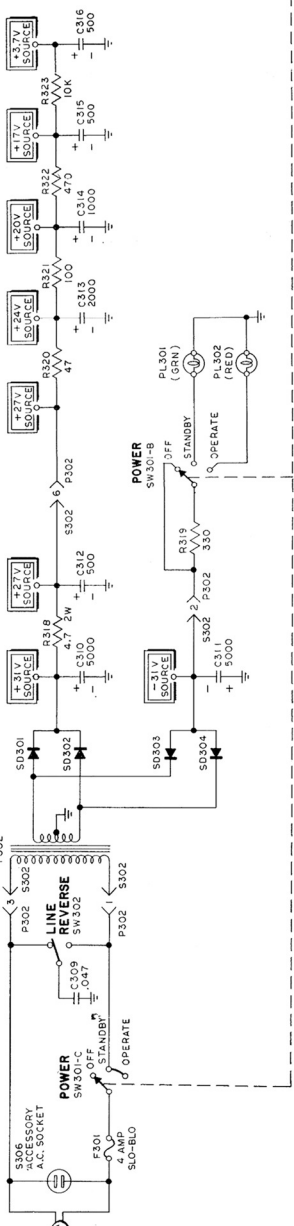 S306
"ACCESSORY
A.C. SOCKET
F301
4 AMP
SLO-BLO
POWER
SW301-C
OFF
STANDBY"
OPERATE
C309
.047
LINE
REVERSE
SW302
P302
3
S302
P302
1
S302
SD301
SD302
SD303
SD304
+31V
SOURCE
C310
5000
R318
4.7 2W
+27V
SOURCE
C312
500
S302
6
P302
+27V
SOURCE
R320
47
+24V
SOURCE
C313
2000
R321
100
+20V
SOURCE
C314
1000
R322
470
+17V
SOURCE
C315
500
R323
10K
+3.7V
SOURCE
C316
500
-31V
SOURCE
C311
5000
S302
2
P302
R319
330
POWER
SW301-B
OFF
STANDBY
OPERATE
PL301
(GRN)
PL302
(RED)